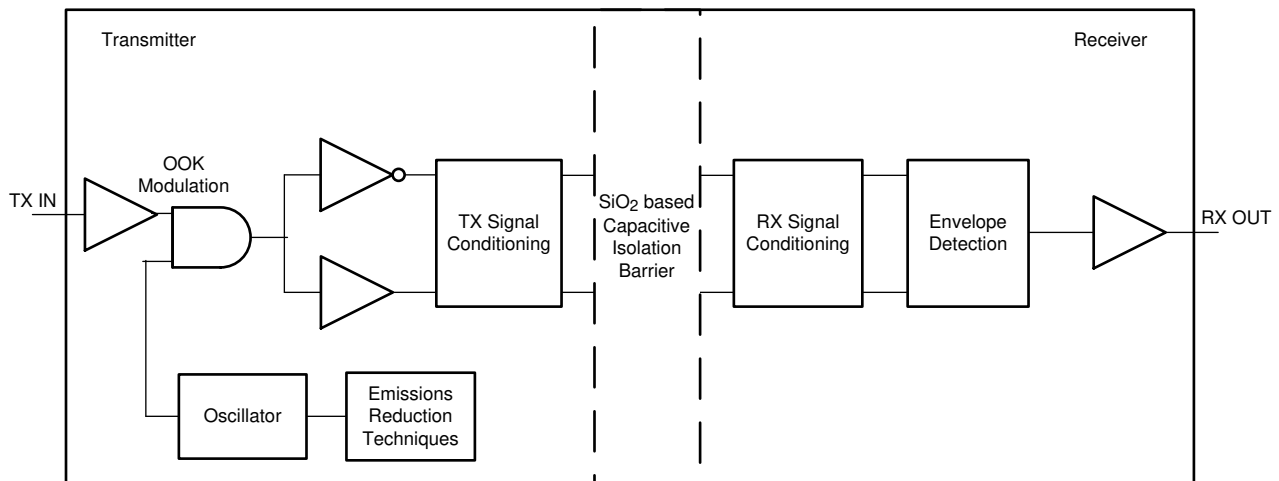 Transmitter
Receiver
OOK
Modulation
TX IN
TX Signal
Conditioning
SiO2 based
Capacitive
Isolation
Barrier
RX Signal
Conditioning
Envelope
Detection
RX OUT
Oscillator
Emissions
Reduction
Techniques